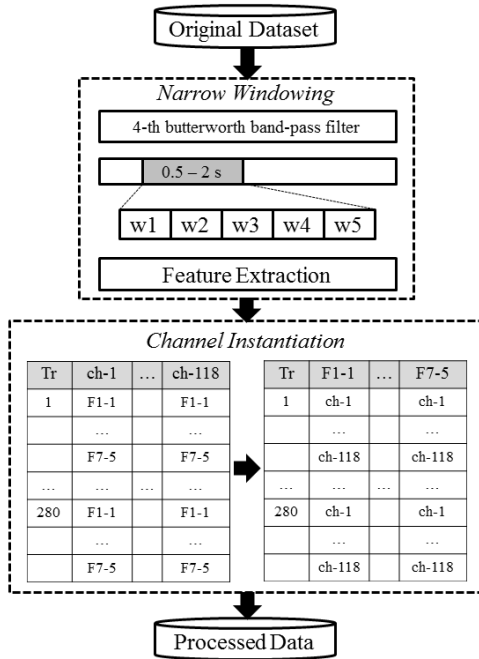 Original Dataset
Narrow Windowing
4-th butterworth band-pass filter
0.5 – 2 s
w1 w2 w3 w4 w5
Feature Extraction
Channel Instantiation
Tr ch-1 … ch-118
1 F1-1 F1-1
… …
F7-5 F7-5
… … … …
280 F1-1 F1-1
… …
F7-5 F7-5
Tr F1-1 … F7-5
1 ch-1 ch-1
… …
ch-118 ch-118
… … … …
280 ch-1 ch-1
… …
ch-118 ch-118
Processed Data